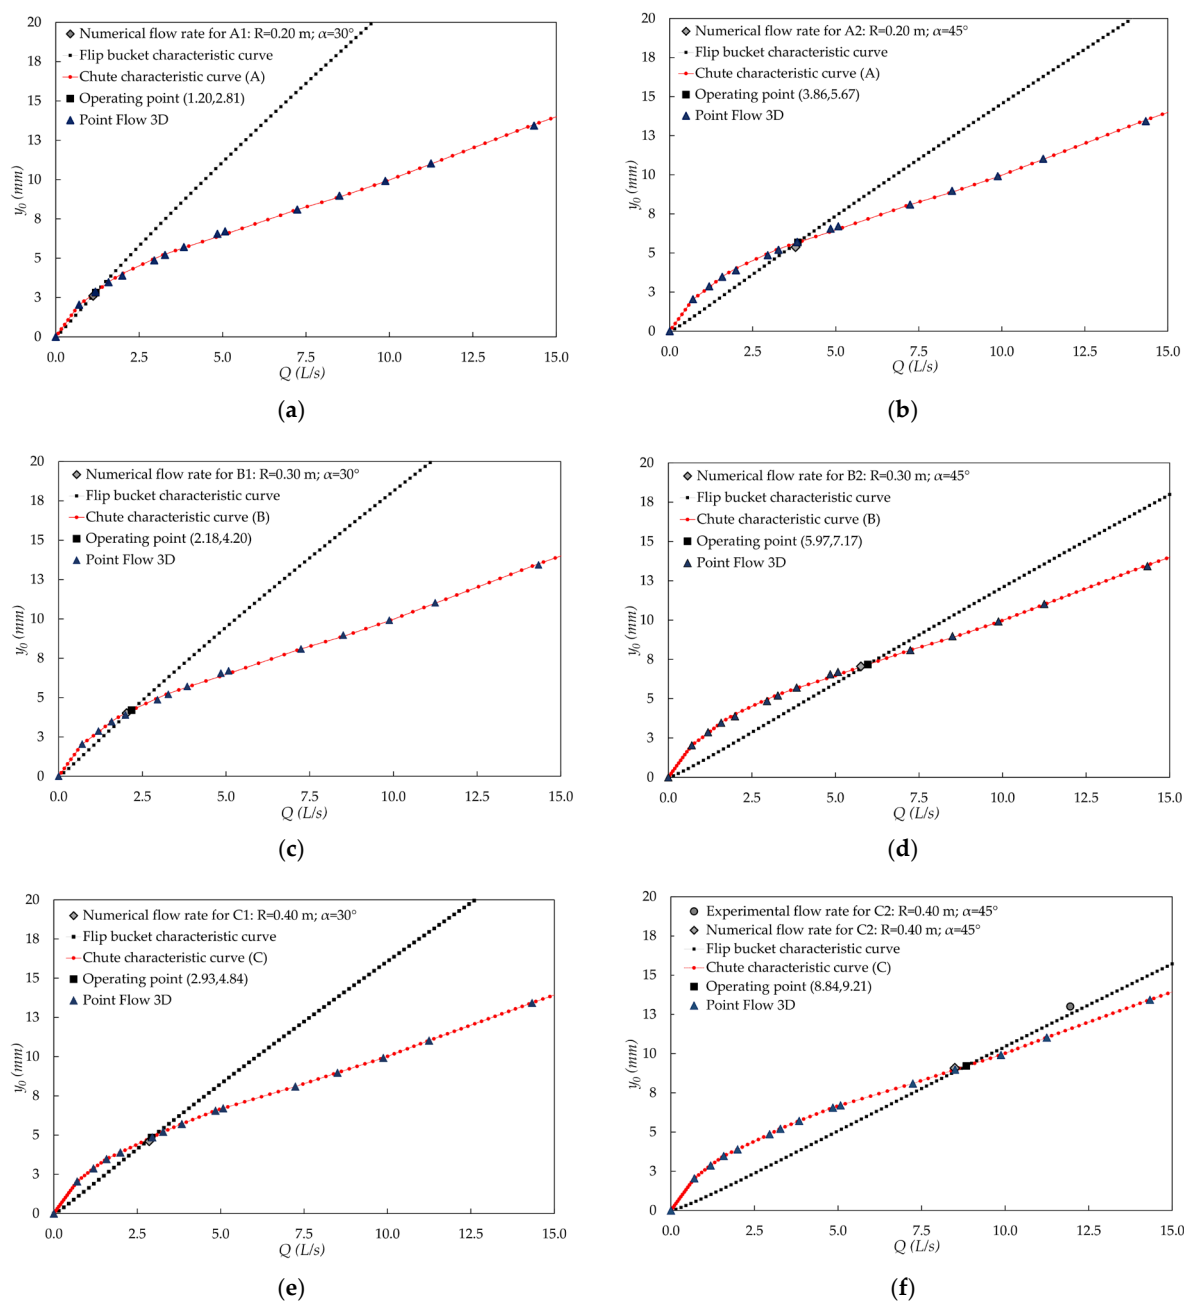 20
18
15
13
10
8
5
3
0
y0 (mm)
Numerical flow rate for A1: R=0.20 m; α=30°
Flip bucket characteristic curve
Chute characteristic curve (A)
Operating point (1.20,2.81)
Point Flow 3D
0.0 2.5 5.0 7.5 10.0 12.5 15.0
Q (L/s)
(a)
20
18
15
13
10
8
5
3
0
y0 (mm)
Numerical flow rate for A2: R=0.20 m; α=45°
Flip bucket characteristic curve
Chute characteristic curve (A)
Operating point (3.86,5.67)
Point Flow 3D
0.0 2.5 5.0 7.5 10.0 12.5 15.0
Q (L/s)
(b)
20
18
15
13
10
8
5
3
0
y0 (mm)
Numerical flow rate for B1: R=0.30 m; α=30°
Flip bucket characteristic curve
Chute characteristic curve (B)
Operating point (2.18,4.20)
Point Flow 3D
0.0 2.5 5.0 7.5 10.0 12.5 15.0
Q (L/s)
(c)
20
18
15
13
10
8
5
3
0
y0 (mm)
Numerical flow rate for B2: R=0.30 m; α=45°
Flip bucket characteristic curve
Chute characteristic curve (B)
Operating point (5.97,7.17)
Point Flow 3D
0.0 2.5 5.0 7.5 10.0 12.5 15.0
Q (L/s)
(d)
20
18
15
13
10
8
5
3
0
y0 (mm)
Numerical flow rate for C1: R=0.40 m; α=30°
Flip bucket characteristic curve
Chute characteristic curve (C)
Operating point (2.93,4.84)
Point Flow 3D
0.0 2.5 5.0 7.5 10.0 12.5 15.0
Q (L/s)
(e)
20
18
15
13
10
8
5
3
0
y0 (mm)
Experimental flow rate for C2: R=0.40 m; α=45°
Numerical flow rate for C2: R=0.40 m; α=45°
Flip bucket characteristic curve
Chute characteristic curve (C)
Operating point (8.84,9.21)
Point Flow 3D
0.0 2.5 5.0 7.5 10.0 12.5 15.0
Q (L/s)
(f)